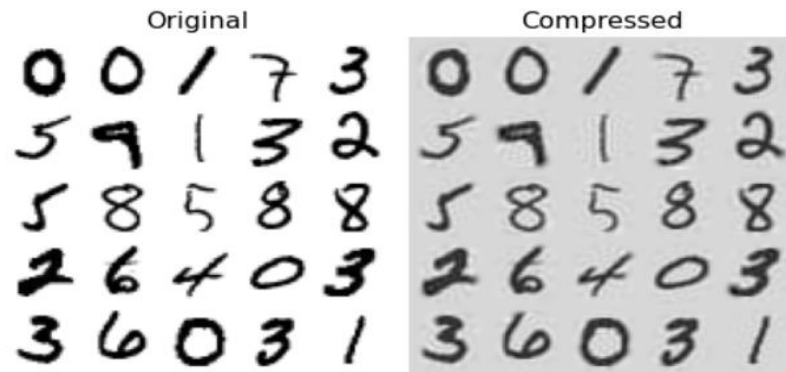 Original Compressed
0 0 1 7 3 0 0 1 7 3
5 9 1 3 2 5 9 1 3 2
5 8 5 8 8 5 8 5 8 8
2 6 4 0 3 2 6 4 0 3
3 6 0 3 1 3 6 0 3 1